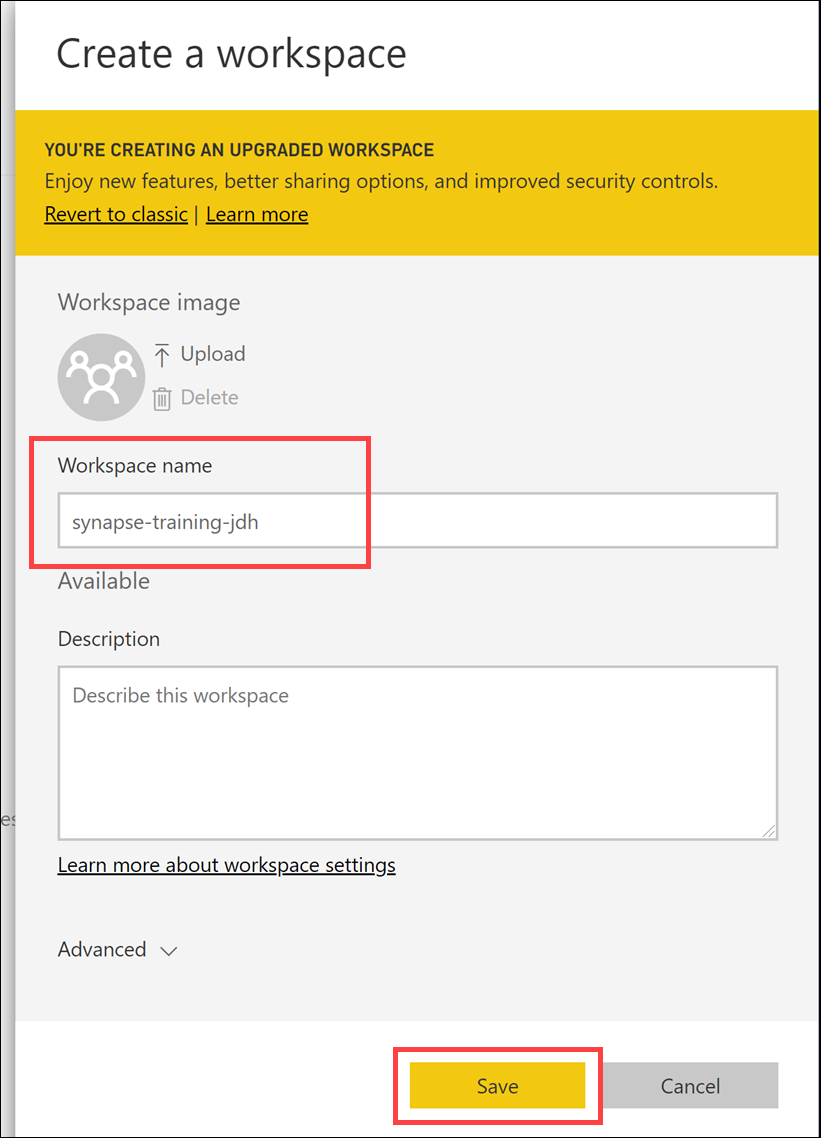 Create a workspace
YOU'RE CREATING AN UPGRADED WORKSPACE
Enjoy new features, better sharing options, and improved security controls.
Revert to classic | Learn more
Workspace image
Upload
Delete
Workspace name
synapse-training-jdh
Available
Description
Describe this workspace
es
Learn more about workspace settings
Advanced
Save Cancel